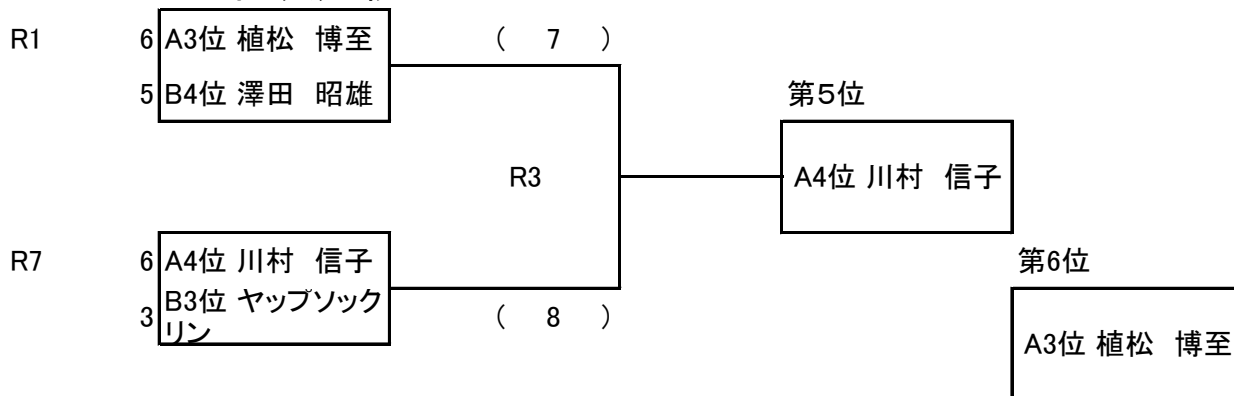 R1 6 A3位 植松 博至 ( 7 )
5 B4位 澤田 昭雄
第5位
R3
A4位 川村 信子
R7 6 A4位 川村 信子
第6位
3 B3位 ヤップソック
リン
( 8 )
A3位 植松 博至